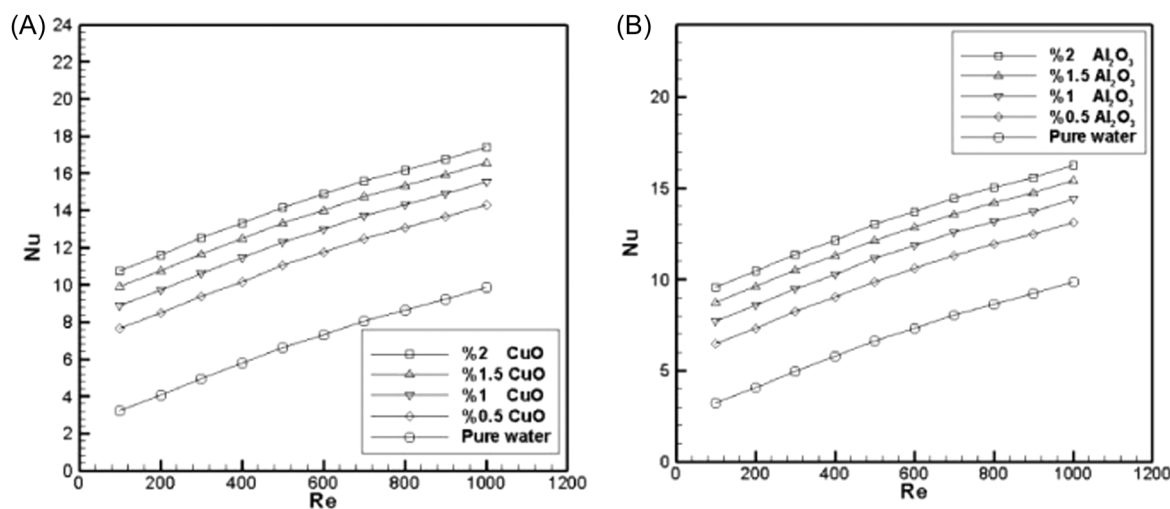 (A)
24
22
20
18
16
14
12
10
8
6
4
2
0
Nu
%2 CuO
%1.5 CuO
%1 CuO
%0.5 CuO
Pure water
0 200 400 600 800 1000 1200
Re
(B)
20
15
10
5
0
Nu
%2 Al₂O₃
%1.5 Al₂O₃
%1 Al₂O₃
%0.5 Al₂O₃
Pure water
0 200 400 600 800 1000 1200
Re